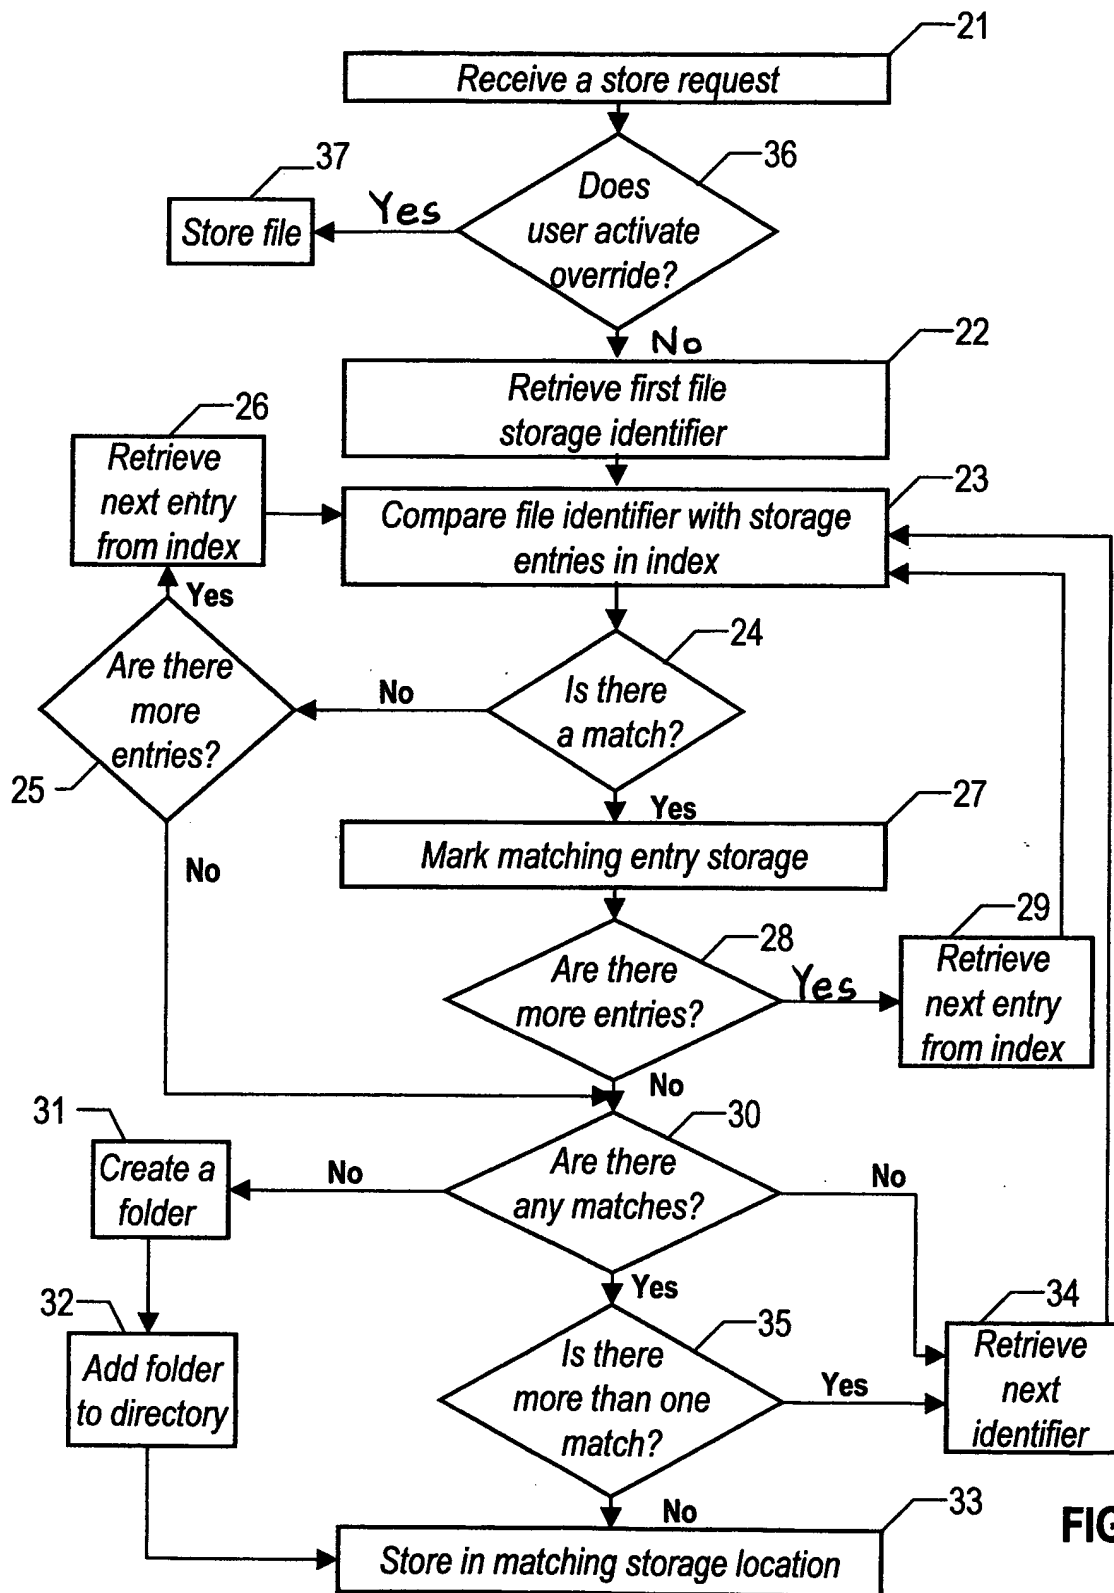 21
Receive a store request
36
37
Does
user activate
override?
Yes
Store file
No
22
Retrieve first file
storage identifier
26
Retrieve
next entry
from index
23
Compare file identifier with storage
entries in index
Yes
24
Are there
more
entries?
No
Is there
a match?
25
Yes
27
No
Mark matching entry storage
29
28
Are there
more entries?
Yes
Retrieve
next entry
from index
No
31
30
Create a
folder
No
Are there
any matches?
No
32
Yes
34
35
Add folder
to directory
Is there
more than one
match?
Yes
Retrieve
next
identifier
No
33
FIG
Store in matching storage location